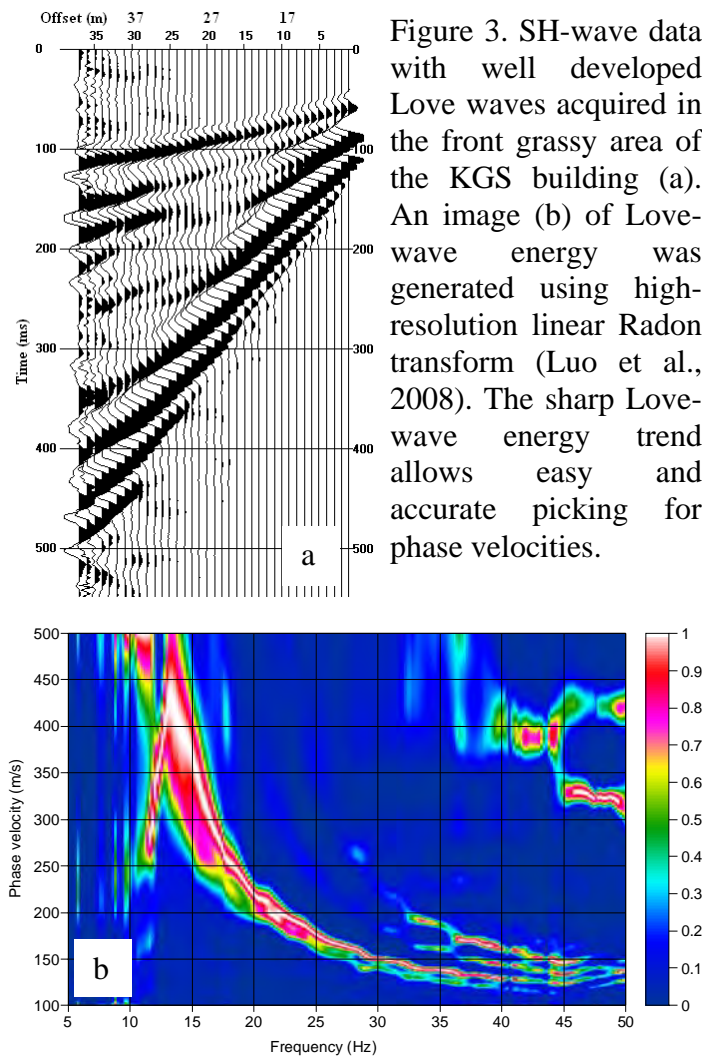 Offset (m) 37 27 17
35 30 25 20 15 10 5
0 0
100 100
200 200
Time (ms)
300 300
400 400
500 500
a
Figure 3. SH-wave data
with well developed
Love waves acquired in
the front grassy area of
the KGS building (a).
An image (b) of Love-
wave energy was
generated using high-
resolution linear Radon
transform (Luo et al.,
2008). The sharp Love-
wave energy trend
allows easy and
accurate picking for
phase velocities.
500
450
400
350
300
250
200
150
100
Phase velocity (m/s)
b
5 10 15 20 25 30 35 40 45 50
Frequency (Hz)
1
0.9
0.8
0.7
0.6
0.5
0.4
0.3
0.2
0.1
0